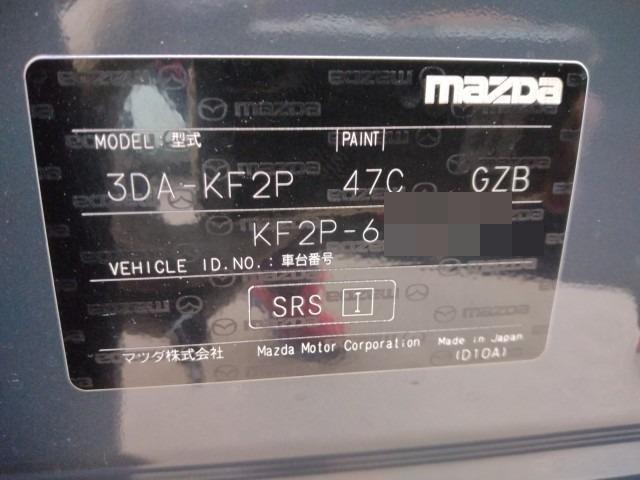 mazda
MODEL : 型式 PAINT
3DA-KF2P 47C GZB
KF2P-6
VEHICLE ID.NO.: 車台番号
SRS I
マツダ株式会社 Mazda Motor Corporation Made in Japan
(D10A)